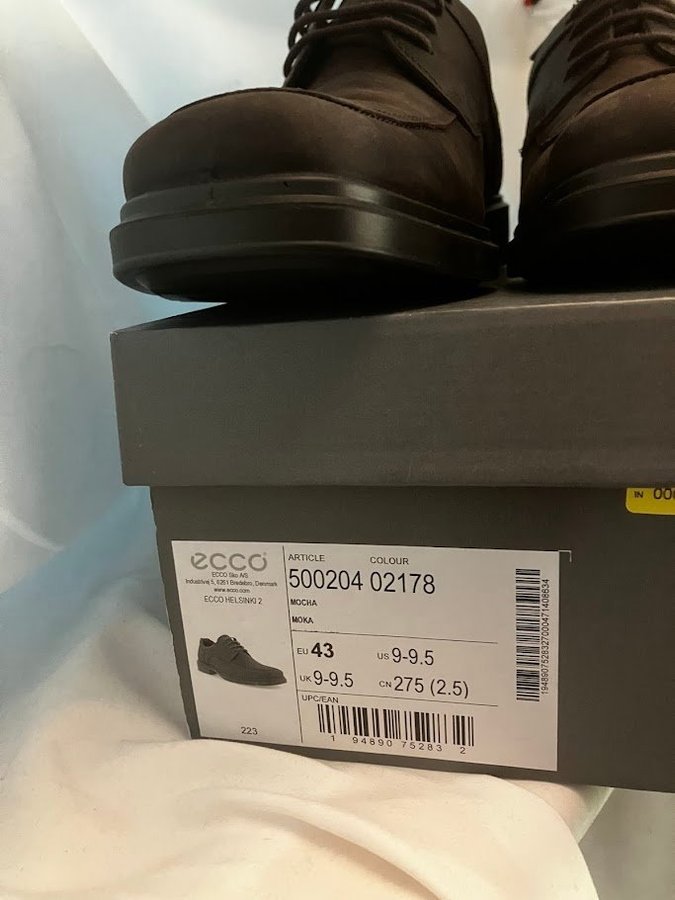 IN 00
ecco
ECCO Sko A/S
Industrivej 5, 6261 Bredebro, Denmark
www.ecco.com
ECCO HELSINKI 2
223
ARTICLE COLOUR
500204 02178
MOCHA
MOKA
EU 43 US 9-9.5
UK 9-9.5 CN 275 (2.5)
UPC/EAN
1 94890 75283 2